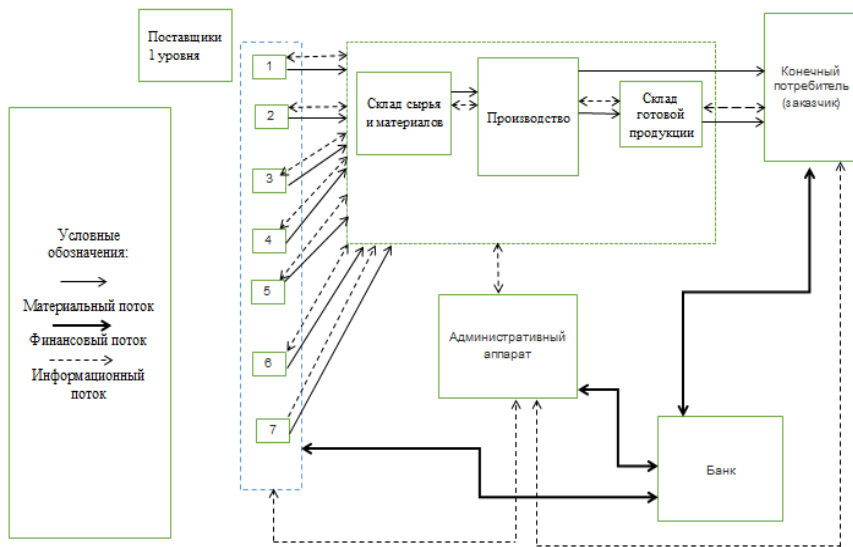 Поставщики
1 уровня
1
2
3
4
5
6
7
Склад сырья
и материалов
Производство
Склад
готовой
продукции
Конечный
потребитель
(заказчик)
Условные
обозначения:
Материальный поток
Финансовый поток
Информационный
поток
Административный
аппарат
Банк